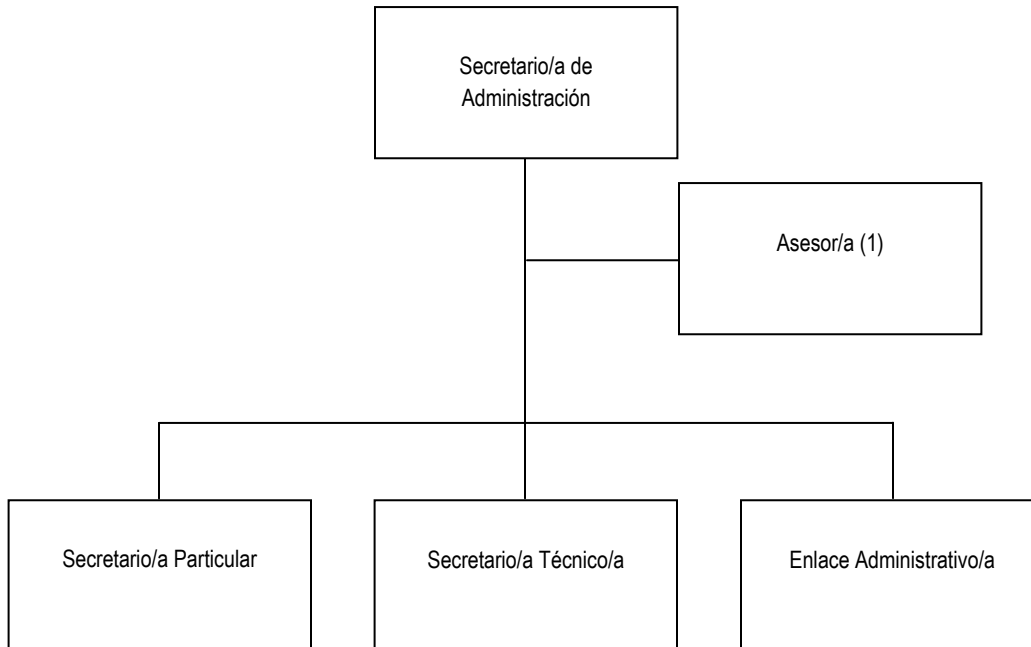 Secretario/a de
Administración
Asesor/a (1)
Secretario/a Particular
Secretario/a Técnico/a
Enlace Administrativo/a